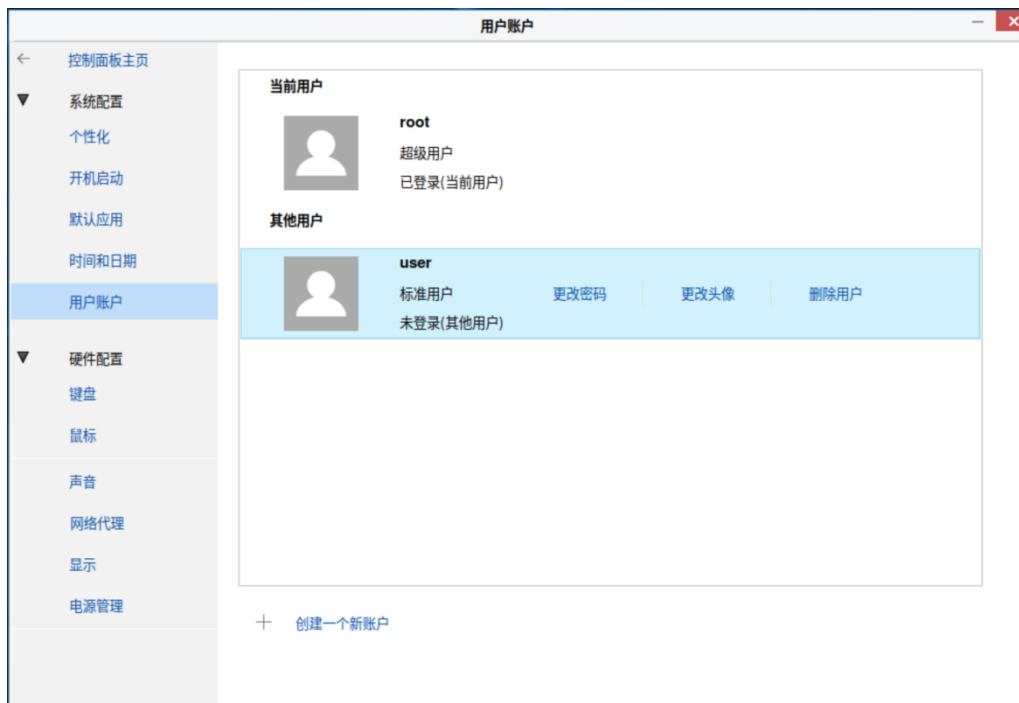 用户账户
控制面板主页
系统配置
个性化
开机启动
默认应用
时间和日期
用户账户
硬件配置
键盘
鼠标
声音
网络代理
显示
电源管理
当前用户
root
超级用户
已登录(当前用户)
其他用户
user
标准用户 更改密码 更改头像 删除用户
未登录(其他用户)
创建一个新账户